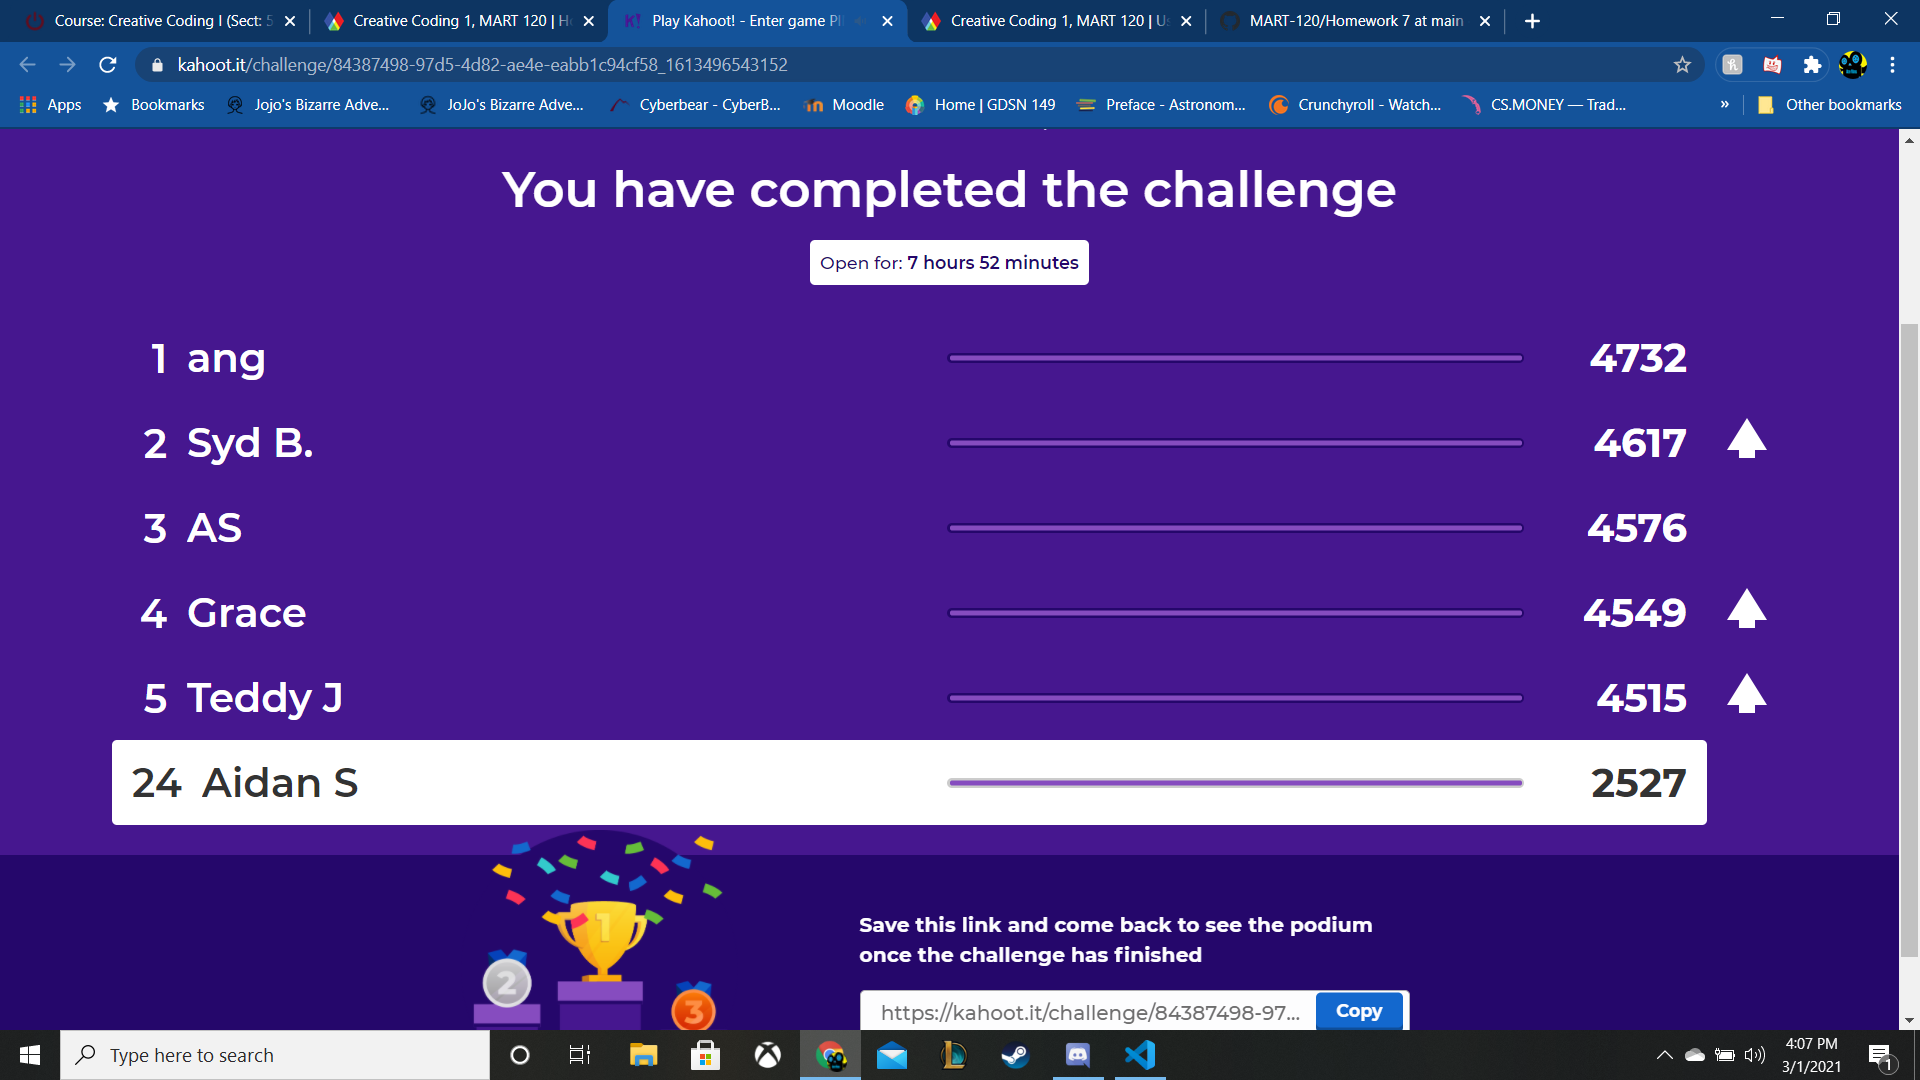 Course: Creative Coding I (Sect: 5
Creative Coding 1, MART 120 | H
Play Kahoot! - Enter game PI
Creative Coding 1, MART 120 | Us
MART-120/Homework 7 at main
kahoot.it/challenge/84387498-97d5-4d82-ae4e-eabb1c94cf58_1613496543152
Apps
Bookmarks
JoJo's Bizarre Adve...
JoJo's Bizarre Adve...
Cyberbear - CyberB...
Moodle
Home | GDSN 149
Preface - Astronom...
Crunchyroll - Watch...
CS.MONEY — Trad...
»
Other bookmarks
You have completed the challenge
Open for: 7 hours 52 minutes
1 ang 4732
2 Syd B. 4617
3 AS 4576
4 Grace 4549
5 Teddy J 4515
24 Aidan S 2527
1
2
3
Save this link and come back to see the podium
once the challenge has finished
https://kahoot.it/challenge/84387498-97...
Copy
Type here to search
4:07 PM
3/1/2021
1